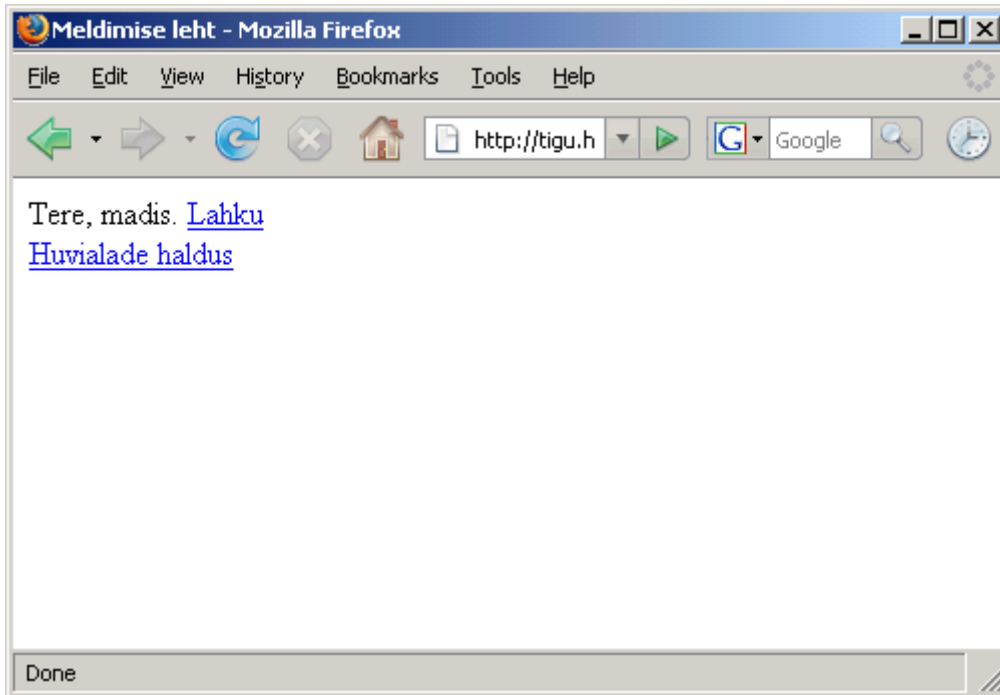 Meldimise leht - Mozilla Firefox
File Edit View History Bookmarks Tools Help
http://tigu.h G Google
Tere, madis. Lahku
Huvialade haldus
Done